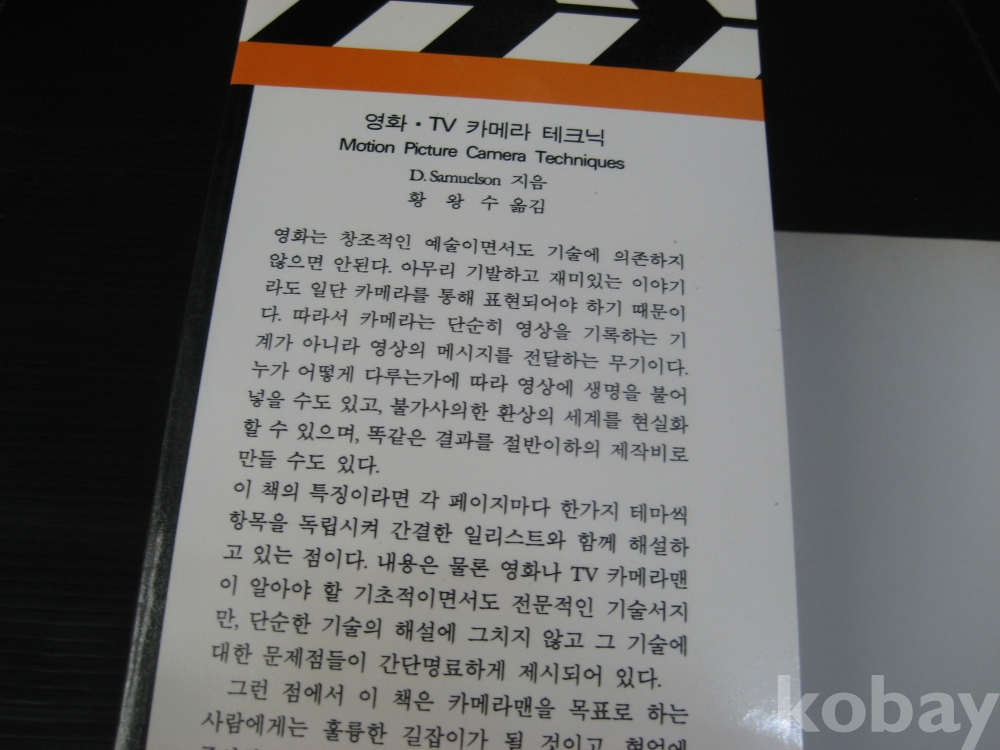 영화・TV 카메라 테크닉
Motion Picture Camera Techniques
D. Samuelson 지음
황 왕 수 옮김
영화는 창조적인 예술이면서도 기술에 의존하지
않으면 안된다. 아무리 기발하고 재미있는 이야기
라도 일단 카메라를 통해 표현되어야 하기 때문이
다. 따라서 카메라는 단순히 영상을 기록하는 기
계가 아니라 영상의 메시지를 전달하는 무기이다.
누가 어떻게 다루는가에 따라 영상에 생명을 불어
넣을 수도 있고, 불가사의한 환상의 세계를 현실화
할 수 있으며, 똑같은 결과를 절반이하의 제작비로
만들 수도 있다.
이 책의 특징이라면 각 페이지마다 한가지 테마씩
항목을 독립시켜 간결한 일러스트와 함께 해설하
고 있는 점이다. 내용은 물론 영화나 TV 카메라맨
이 알아야 할 기초적이면서도 전문적인 기술서지
만, 단순한 기술의 해설에 그치지 않고 그 기술에
대한 문제점들이 간단명료하게 제시되어 있다.
그런 점에서 이 책은 카메라맨을 목표로 하는
사람에게는 훌륭한 길잡이가 될 것이고, 현업에
kobay